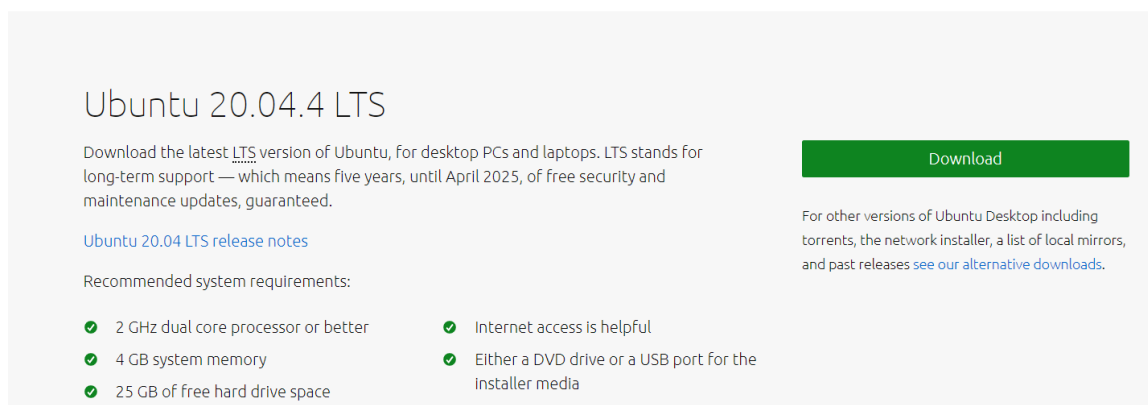 Ubuntu 20.04.4 LTS
Download the latest LTS version of Ubuntu, for desktop PCs and laptops. LTS stands for
long-term support — which means five years, until April 2025, of free security and
maintenance updates, guaranteed.
Ubuntu 20.04 LTS release notes
Recommended system requirements:
2 GHz dual core processor or better
4 GB system memory
25 GB of free hard drive space
Internet access is helpful
Either a DVD drive or a USB port for the
installer media
Download
For other versions of Ubuntu Desktop including
torrents, the network installer, a list of local mirrors,
and past releases see our alternative downloads.